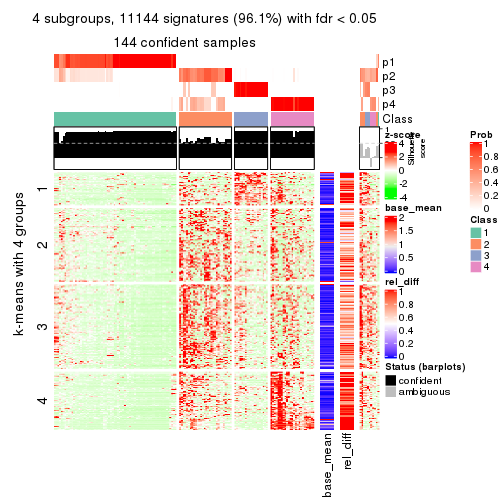 4 subgroups, 11144 signatures (96.1%) with fdr < 0.05
144 confident samples
p1
p2
p3
p4
Class
1
Silhouette
score
z-score
4
2
0
-2
-4
base_mean
2
1.5
1
0.5
0
rel_diff
1
0.8
0.6
0.4
0.2
0
Status (barplots)
confident
ambiguous
Prob
1
0.8
0.6
0.4
0.2
0
Class
1
2
3
4
k-means with 4 groups
1
2
3
4
base_mean
rel_diff